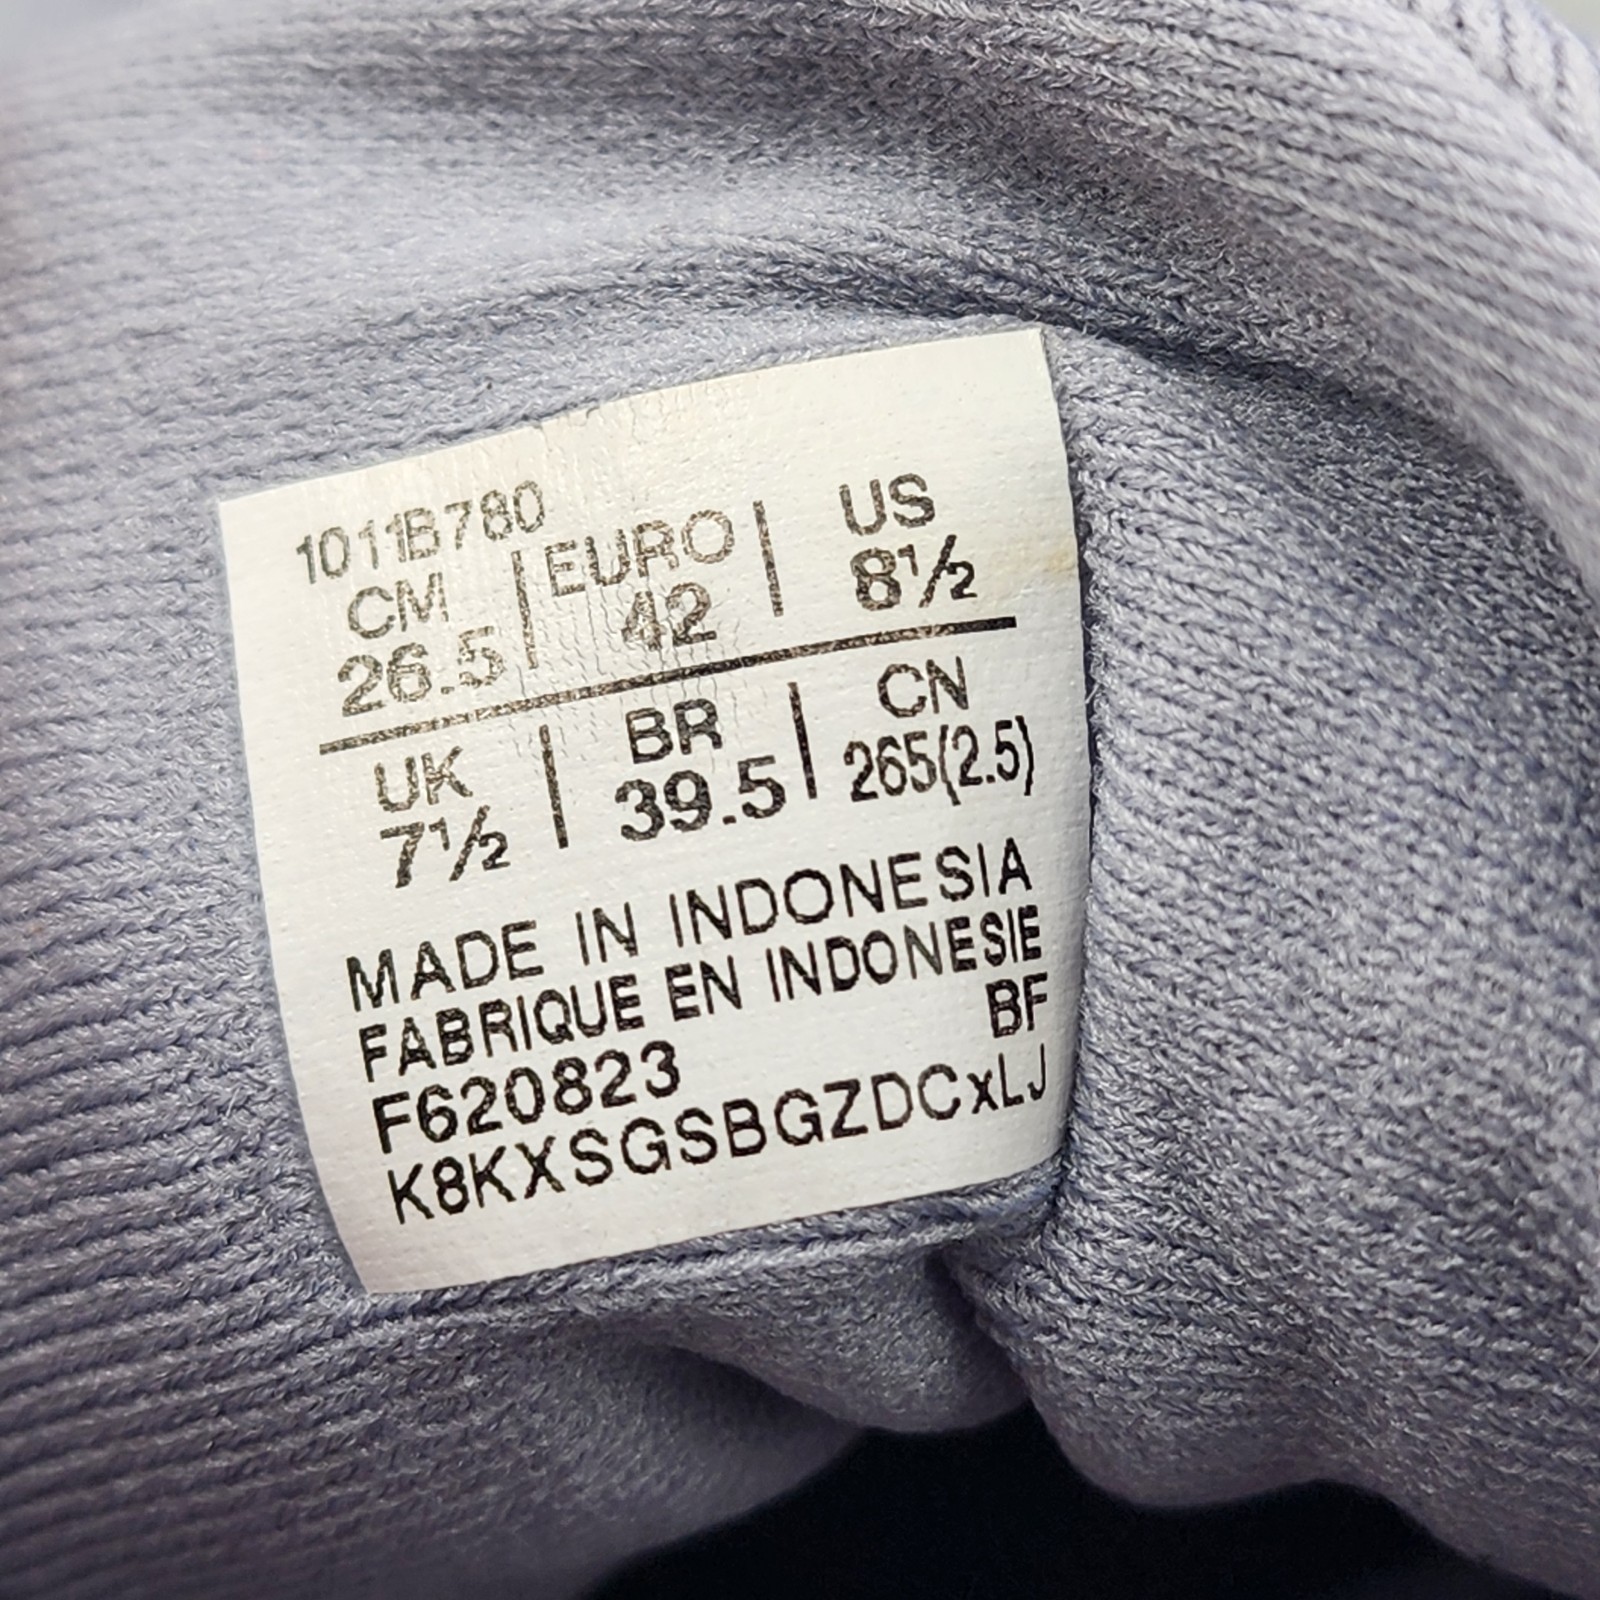 1011B780
CM | EURO | US
26.5 | 42 | 8½
UK | BR | CN
7½ | 39.5 | 265(2.5)
MADE IN INDONESIA
FABRIQUE EN INDONESIE
BF
F620823
K8KXSGSBGZDCxLJ